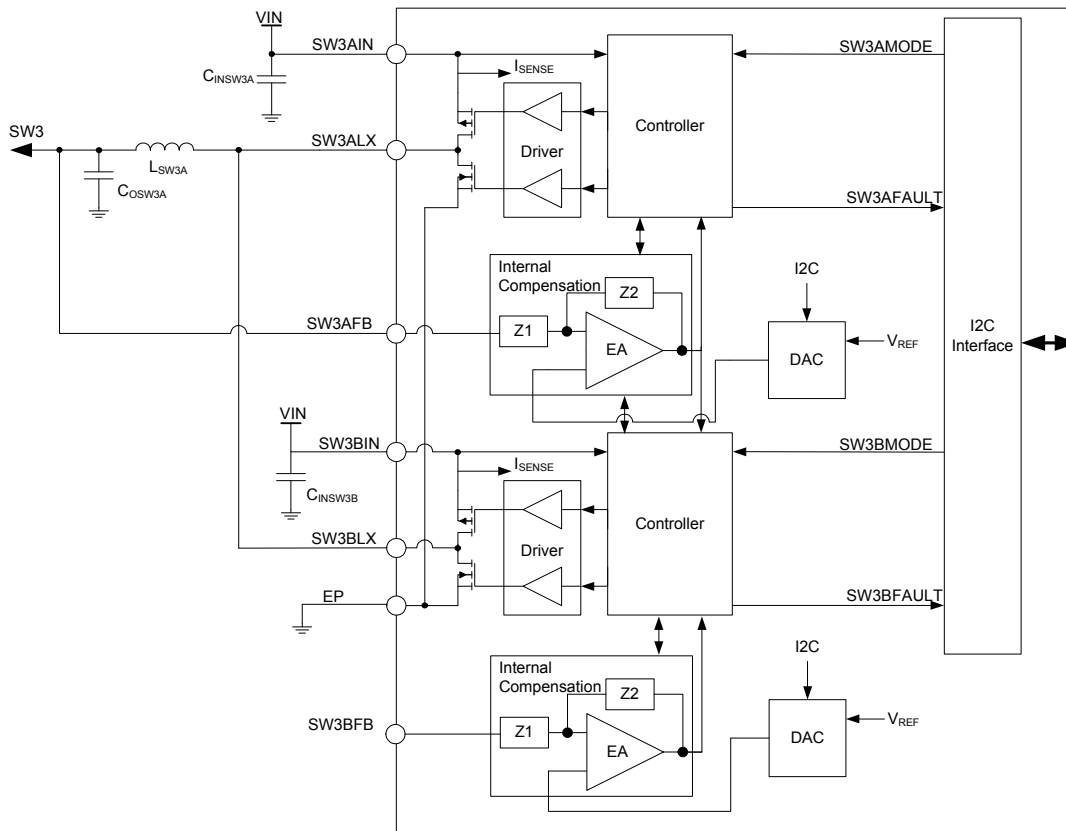 VIN
SW3AIN
SW3AMODE
CINSW3A
ISENSE
Controller
SW3
SW3ALX
LSW3A
Driver
COSW3A
SW3AFAULT
Internal
Compensation
Z2
I2C
SW3AFB
Z1
EA
DAC
VREF
I2C
Interface
VIN
SW3BIN
SW3BMODE
ISENSE
CINSW3B
Controller
SW3BLX
Driver
EP
SW3BFAULT
Internal
Compensation
Z2
I2C
SW3BFB
Z1
EA
DAC
VREF